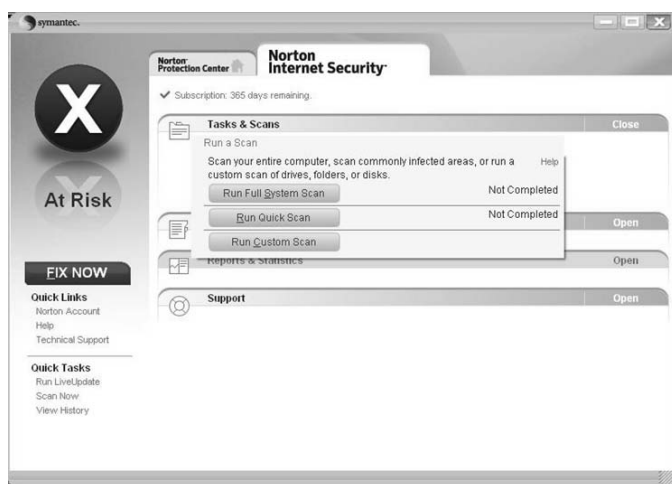 symantec.
Norton
Protection Center
Norton
Internet Security
Subscription: 365 days remaining.
X
At Risk
FIX NOW
Quick Links
Norton Account
Help
Technical Support
Quick Tasks
Run LiveUpdate
Scan Now
View History
Tasks & Scans Close
Run a Scan
Scan your entire computer, scan commonly infected areas, or run a Help
custom scan of drives, folders, or disks.
Run Full System Scan Not Completed
Run Quick Scan Not Completed
Run Custom Scan
Open
Reports & Statistics Open
Support Open